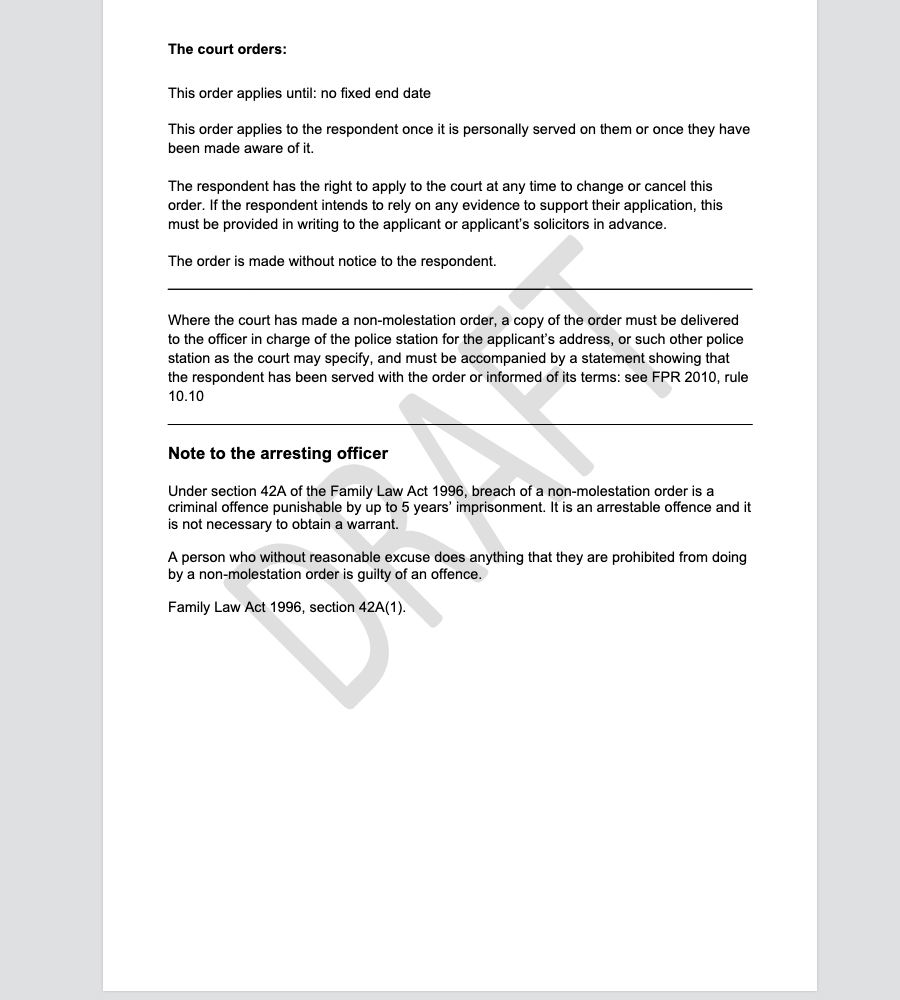 The court orders:
This order applies until: no fixed end date
This order applies to the respondent once it is personally served on them or once they have
been made aware of it.
The respondent has the right to apply to the court at any time to change or cancel this
order. If the respondent intends to rely on any evidence to support their application, this
must be provided in writing to the applicant or applicant’s solicitors in advance.
The order is made without notice to the respondent.
Where the court has made a non-molestation order, a copy of the order must be delivered
to the officer in charge of the police station for the applicant’s address, or such other police
station as the court may specify, and must be accompanied by a statement showing that
the respondent has been served with the order or informed of its terms: see FPR 2010, rule
10.10
Note to the arresting officer
Under section 42A of the Family Law Act 1996, breach of a non-molestation order is a
criminal offence punishable by up to 5 years’ imprisonment. It is an arrestable offence and it
is not necessary to obtain a warrant.
A person who without reasonable excuse does anything that they are prohibited from doing
by a non-molestation order is guilty of an offence.
Family Law Act 1996, section 42A(1).
DRAFT